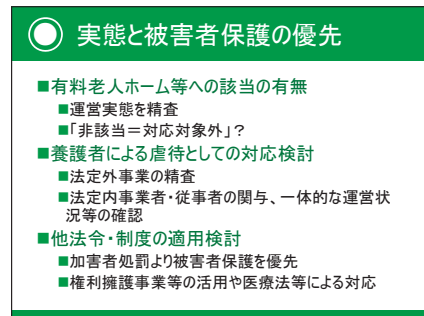 実態と被害者保護の優先
■有料老人ホーム等への該当の有無
■運営実態を精査
■「非該当＝対応対象外」？
■養護者による虐待としての対応検討
■法定外事業の精査
■法定内事業者・従事者の関与、一体的な運営状
況等の確認
■他法令・制度の適用検討
■加害者処罰より被害者保護を優先
■権利擁護事業等の活用や医療法等による対応